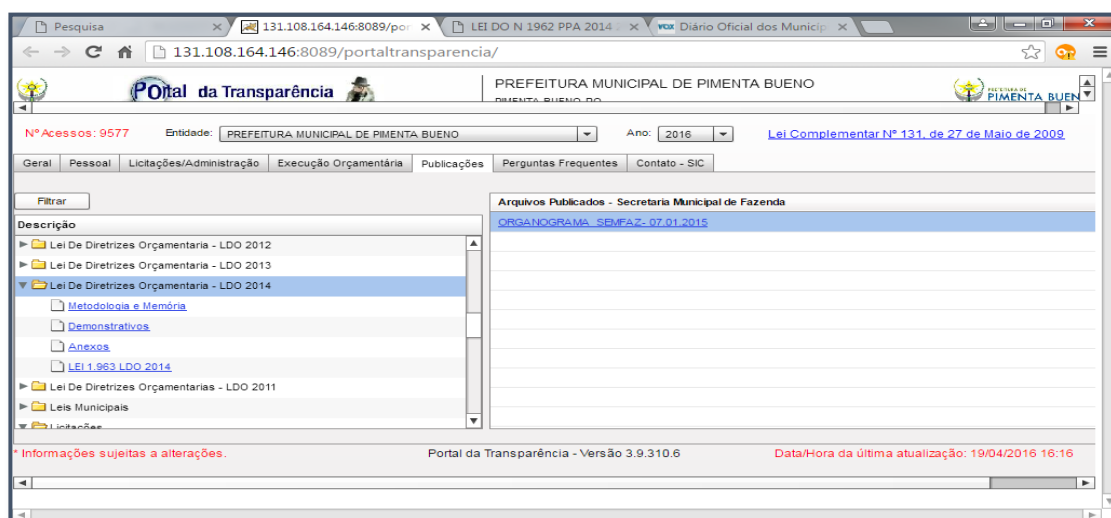 Pesquisa
131.108.164.146:8089/por
LEI DO N 1962 PPA 2014
vox Diário Oficial dos Municíp
131.108.164.146:8089/portaltransparencia/
Portal da Transparência
PREFEITURA MUNICIPAL DE PIMENTA BUENO
PIMENTA BUENO-RO
PIMENTA BUEN
Nº Acessos: 9577 Entidade: PREFEITURA MUNICIPAL DE PIMENTA BUENO Ano: 2016 Lei Complementar Nº 131, de 27 de Maio de 2009
Geral Pessoal Licitações/Administração Execução Orçamentária Publicações Perguntas Frequentes Contato - SIC
Filtrar
Descrição
Lei De Diretrizes Orçamentaria - LDO 2012
Lei De Diretrizes Orçamentaria - LDO 2013
Lei De Diretrizes Orçamentaria - LDO 2014
Metodologia e Memória
Demonstrativos
Anexos
LEI 1.963 LDO 2014
Lei De Diretrizes Orçamentarias - LDO 2011
Leis Municipais
Licitações
Arquivos Publicados - Secretaria Municipal de Fazenda
ORGANOGRAMA SEMFAZ- 07.01.2015
* Informações sujeitas a alterações. Portal da Transparência - Versão 3.9.310.6 Data/Hora da última atualização: 19/04/2016 16:16